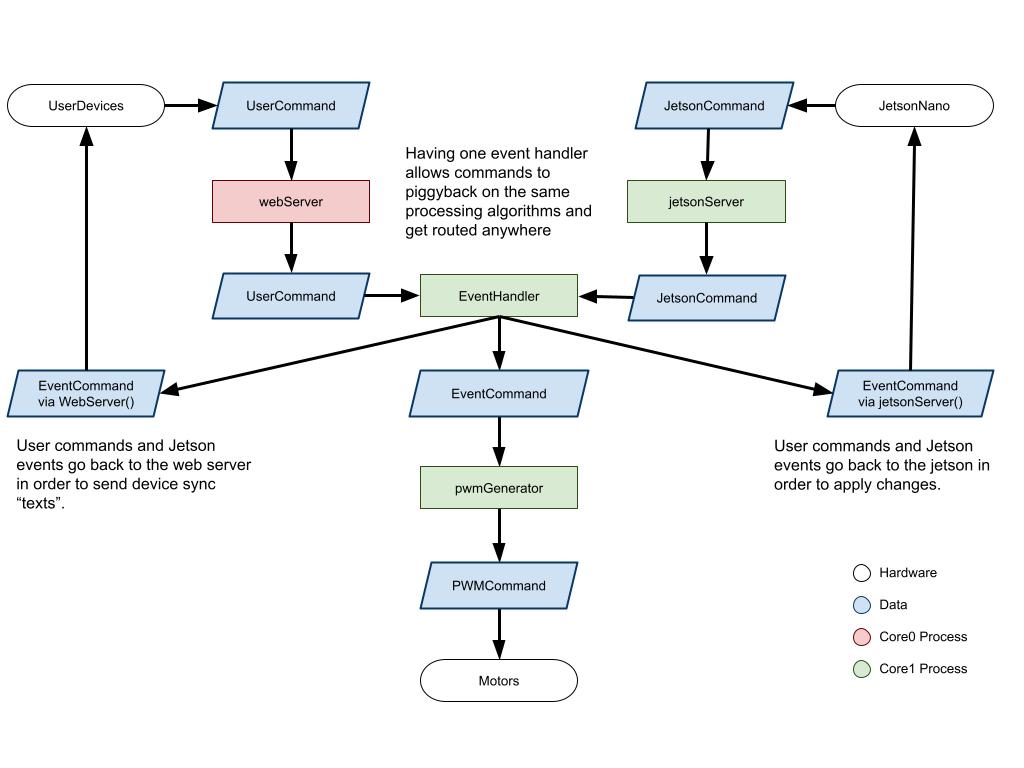 UserDevices
UserCommand
JetsonCommand
JetsonNano
Having one event handler
allows commands to
piggyback on the same
processing algorithms and
get routed anywhere
webServer
jetsonServer
UserCommand
EventHandler
JetsonCommand
EventCommand
via WebServer()
EventCommand
EventCommand
via jetsonServer()
User commands and Jetson
events go back to the web server
in order to send device sync
“texts”.
User commands and Jetson
events go back to the jetson in
order to apply changes.
pwmGenerator
PWMCommand
Motors
Hardware
Data
Core0 Process
Core1 Process